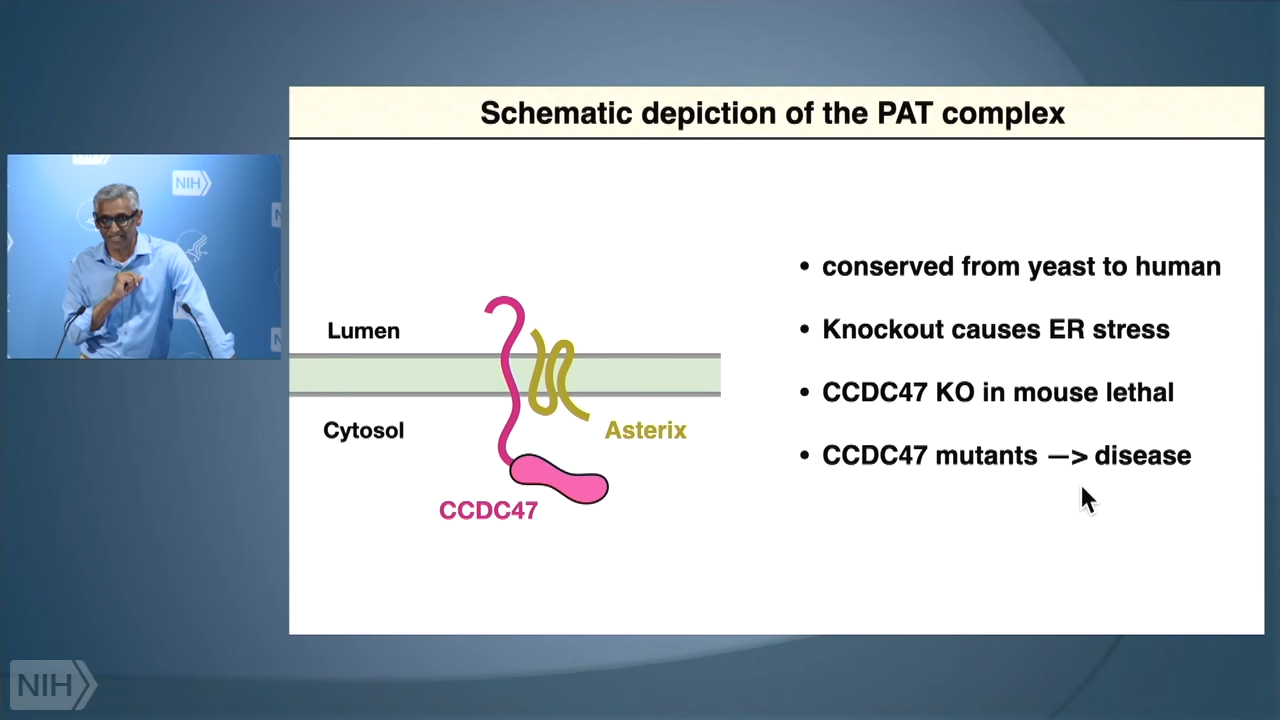 Schematic depiction of the PAT complex
NIH
Lumen
Cytosol
Asterix
CCDC47
• conserved from yeast to human
• Knockout causes ER stress
• CCDC47 KO in mouse lethal
• CCDC47 mutants —> disease
NIH